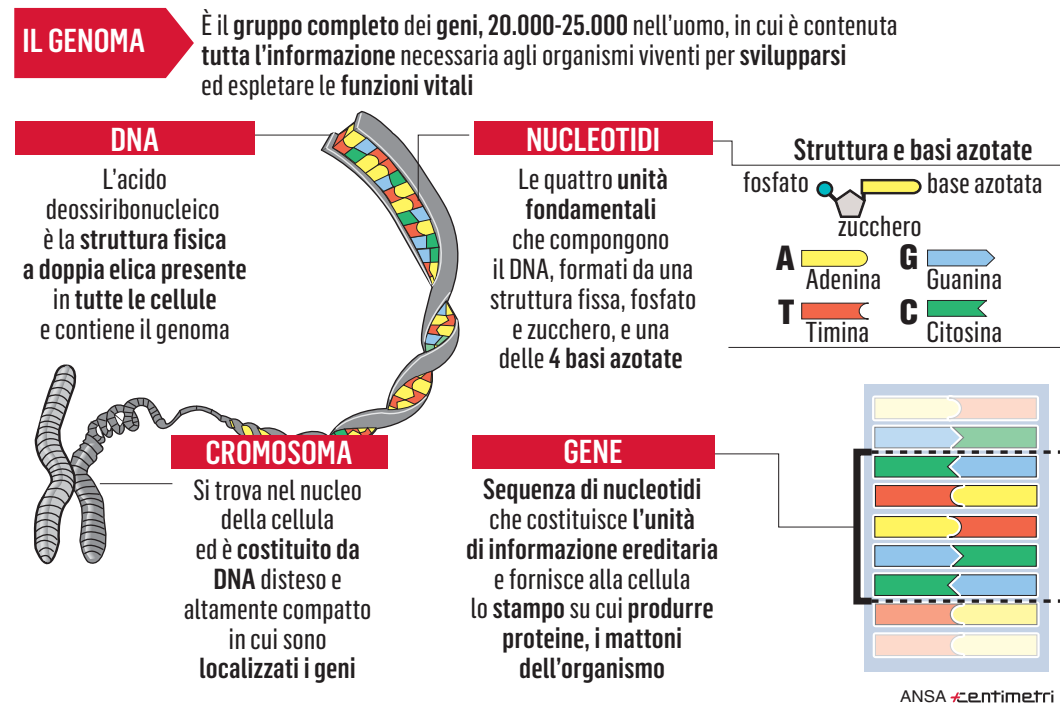 IL GENOMA
È il gruppo completo dei geni, 20.000-25.000 nell'uomo, in cui è contenuta
tutta l'informazione necessaria agli organismi viventi per svilupparsi
ed espletare le funzioni vitali
DNA
L'acido
deossiribonucleico
è la struttura fisica
a doppia elica presente
in tutte le cellule
e contiene il genoma
NUCLEOTIDI
Le quattro unità
fondamentali
che compongono
il DNA, formati da una
struttura fissa, fosfato
e zucchero, e una
delle 4 basi azotate
Struttura e basi azotate
fosfato
base azotata
zucchero
A
Adenina
G
Guanina
T
Timina
C
Citosina
CROMOSOMA
Si trova nel nucleo
della cellula
ed è costituito da
DNA disteso e
altamente compatto
in cui sono
localizzati i geni
GENE
Sequenza di nucleotidi
che costituisce l'unità
di informazione ereditaria
e fornisce alla cellula
lo stampo su cui produrre
proteine, i mattoni
dell'organismo
ANSA centimetri